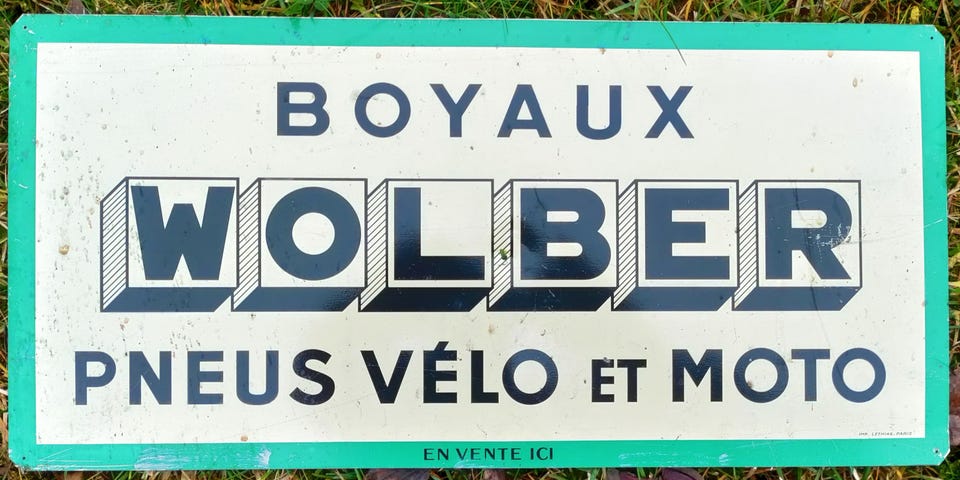 BOYAUX
WOLBER
PNEUS VÉLO ET MOTO
EN VENTE ICI